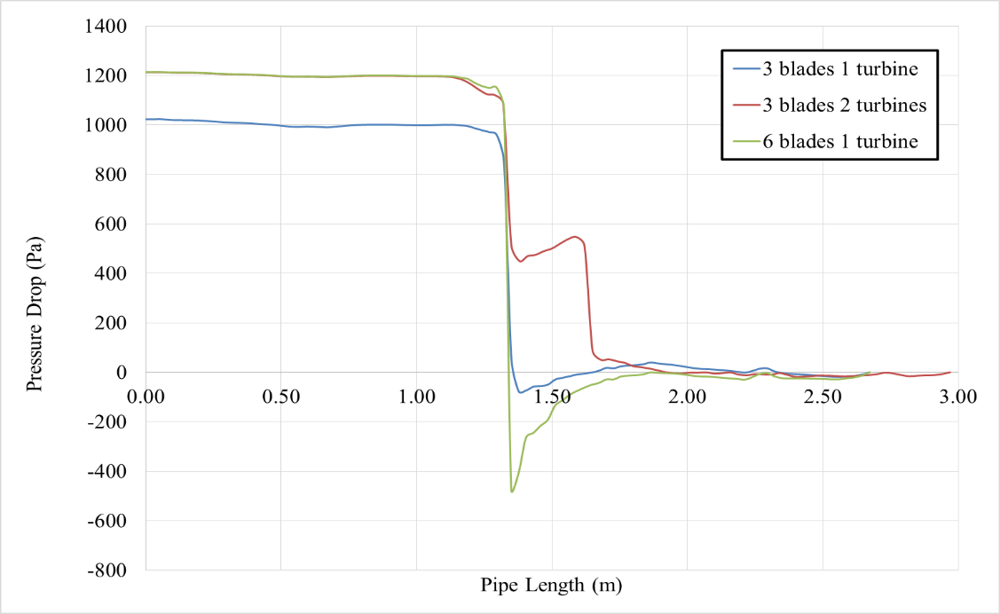 1400
1200
1000
800
600
400
200
0
-200
-400
-600
-800
0.00 0.50 1.00 1.50 2.00 2.50 3.00
Pressure Drop (Pa)
Pipe Length (m)
3 blades 1 turbine
3 blades 2 turbines
6 blades 1 turbine